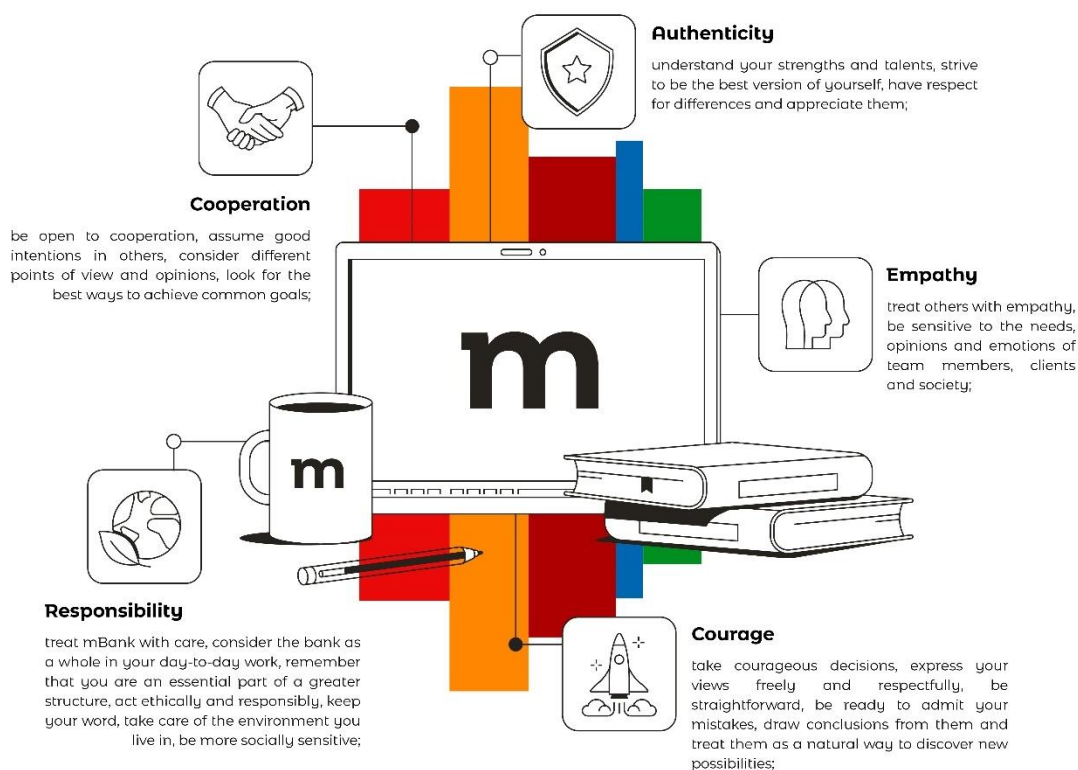 Authenticity
understand your strengths and talents, strive
to be the best version of yourself, have respect
for differences and appreciate them;
Cooperation
be open to cooperation, assume good
intentions in others, consider different
points of view and opinions, look for the
best ways to achieve common goals;
Empathy
treat others with empathy,
be sensitive to the needs,
opinions and emotions of
team members, clients
and society;
m
m
Responsibility
treat mBank with care, consider the bank as
a whole in your day-to-day work, remember
that you are an essential part of a greater
structure, act ethically and responsibly, keep
your word, take care of the environment you
live in, be more socially sensitive;
Courage
take courageous decisions, express your
views freely and respectfully, be
straightforward, be ready to admit your
mistakes, draw conclusions from them and
treat them as a natural way to discover new
possibilities;